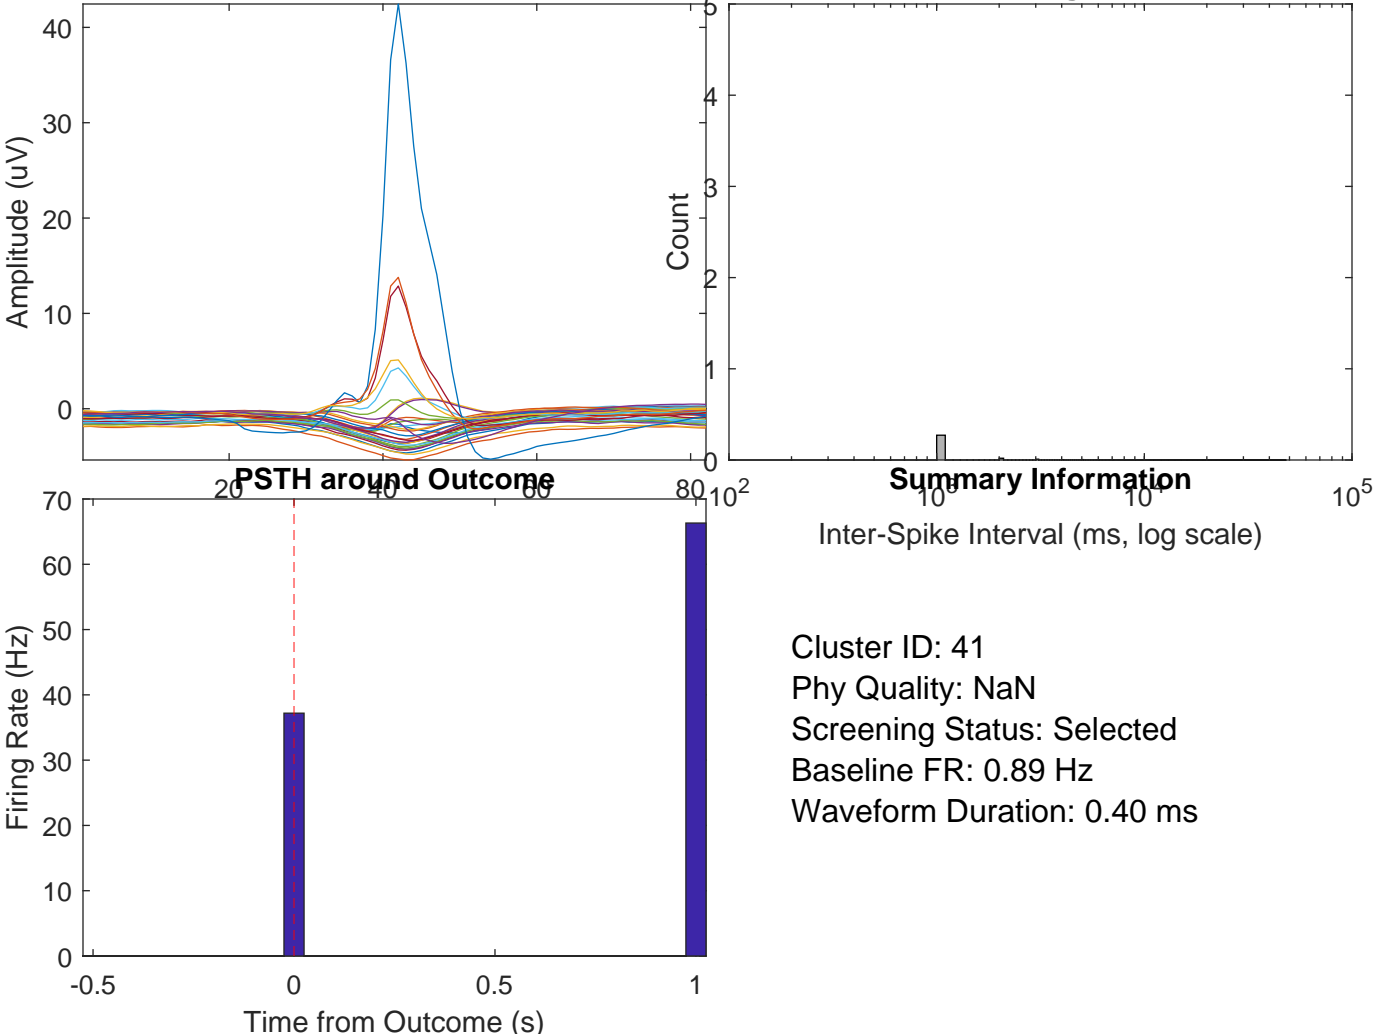 40
30
20
10
0
Amplitude (uV)
20
40
60
80
5
4
3
2
1
0
Count
10^2
10^3
10^4
10^5
Inter-Spike Interval (ms, log scale)
PSTH around Outcome
70
60
50
40
30
20
10
0
Firing Rate (Hz)
-0.5
0
0.5
1
Time from Outcome (s)
Summary Information
Cluster ID: 41
Phy Quality: NaN
Screening Status: Selected
Baseline FR: 0.89 Hz
Waveform Duration: 0.40 ms